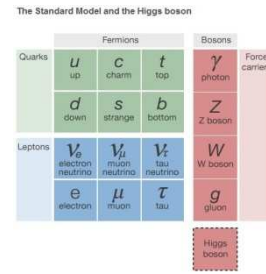 The Standard Model and the Higgs boson
Fermions Bosons
Quarks u c t γ Force
up charm top photon carrier
d s b Z
down strange bottom Z boson
Leptons νe νμ ντ W
electron neutrino muon neutrino tau neutrino W boson
e μ τ g
electron muon tau gluon
Higgs
boson